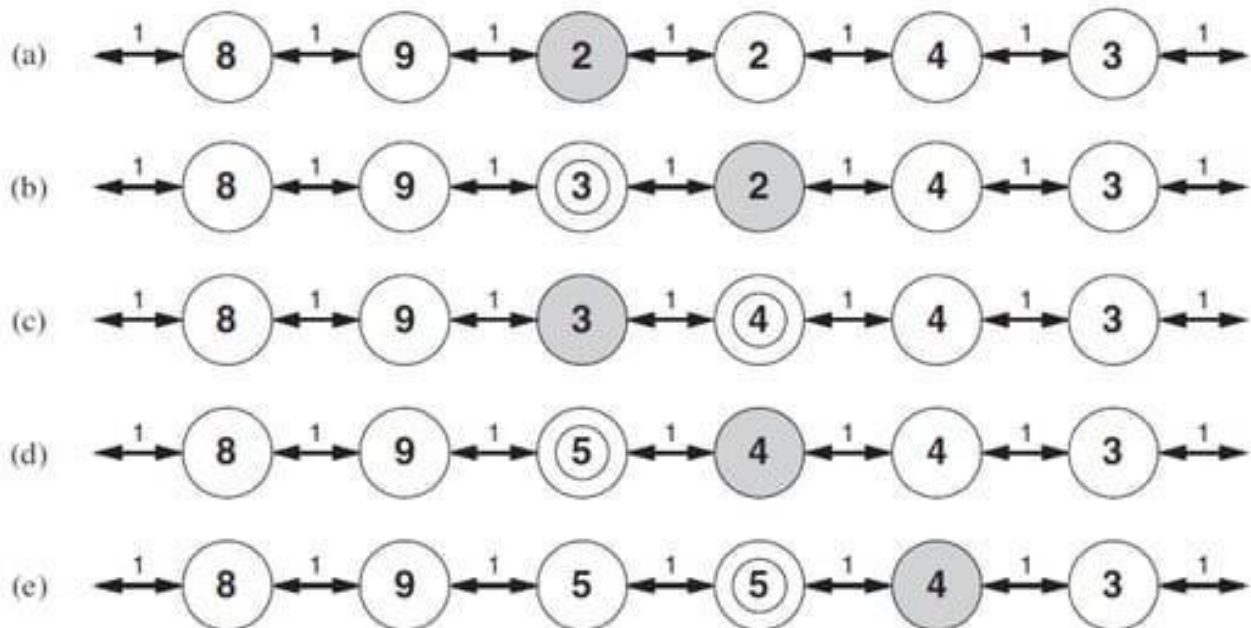 1 1 1 1 1 1 1
(a) 8 9 2 2 4 3
1 1 1 1 1 1 1
(b) 8 9 3 2 4 3
1 1 1 1 1 1 1
(c) 8 9 3 4 4 3
1 1 1 1 1 1 1
(d) 8 9 5 4 4 3
1 1 1 1 1 1 1
(e) 8 9 5 5 4 3